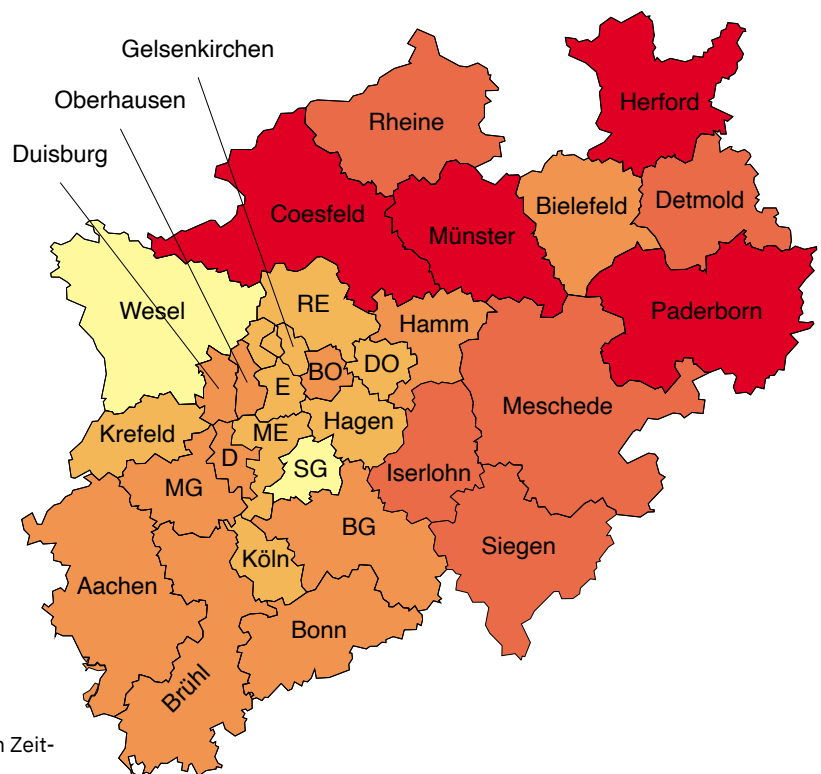 Gelsenkirchen
Oberhausen
Duisburg
Herford
Rheine
Coesfeld
Münster
Bielefeld
Detmold
Wesel
RE
Hamm
Paderborn
BO
DO
E
Meschede
Krefeld
ME
Hagen
D
SG
Iserlohn
MG
BG
Siegen
Köln
Aachen
Bonn
Brühl
n Zeit-